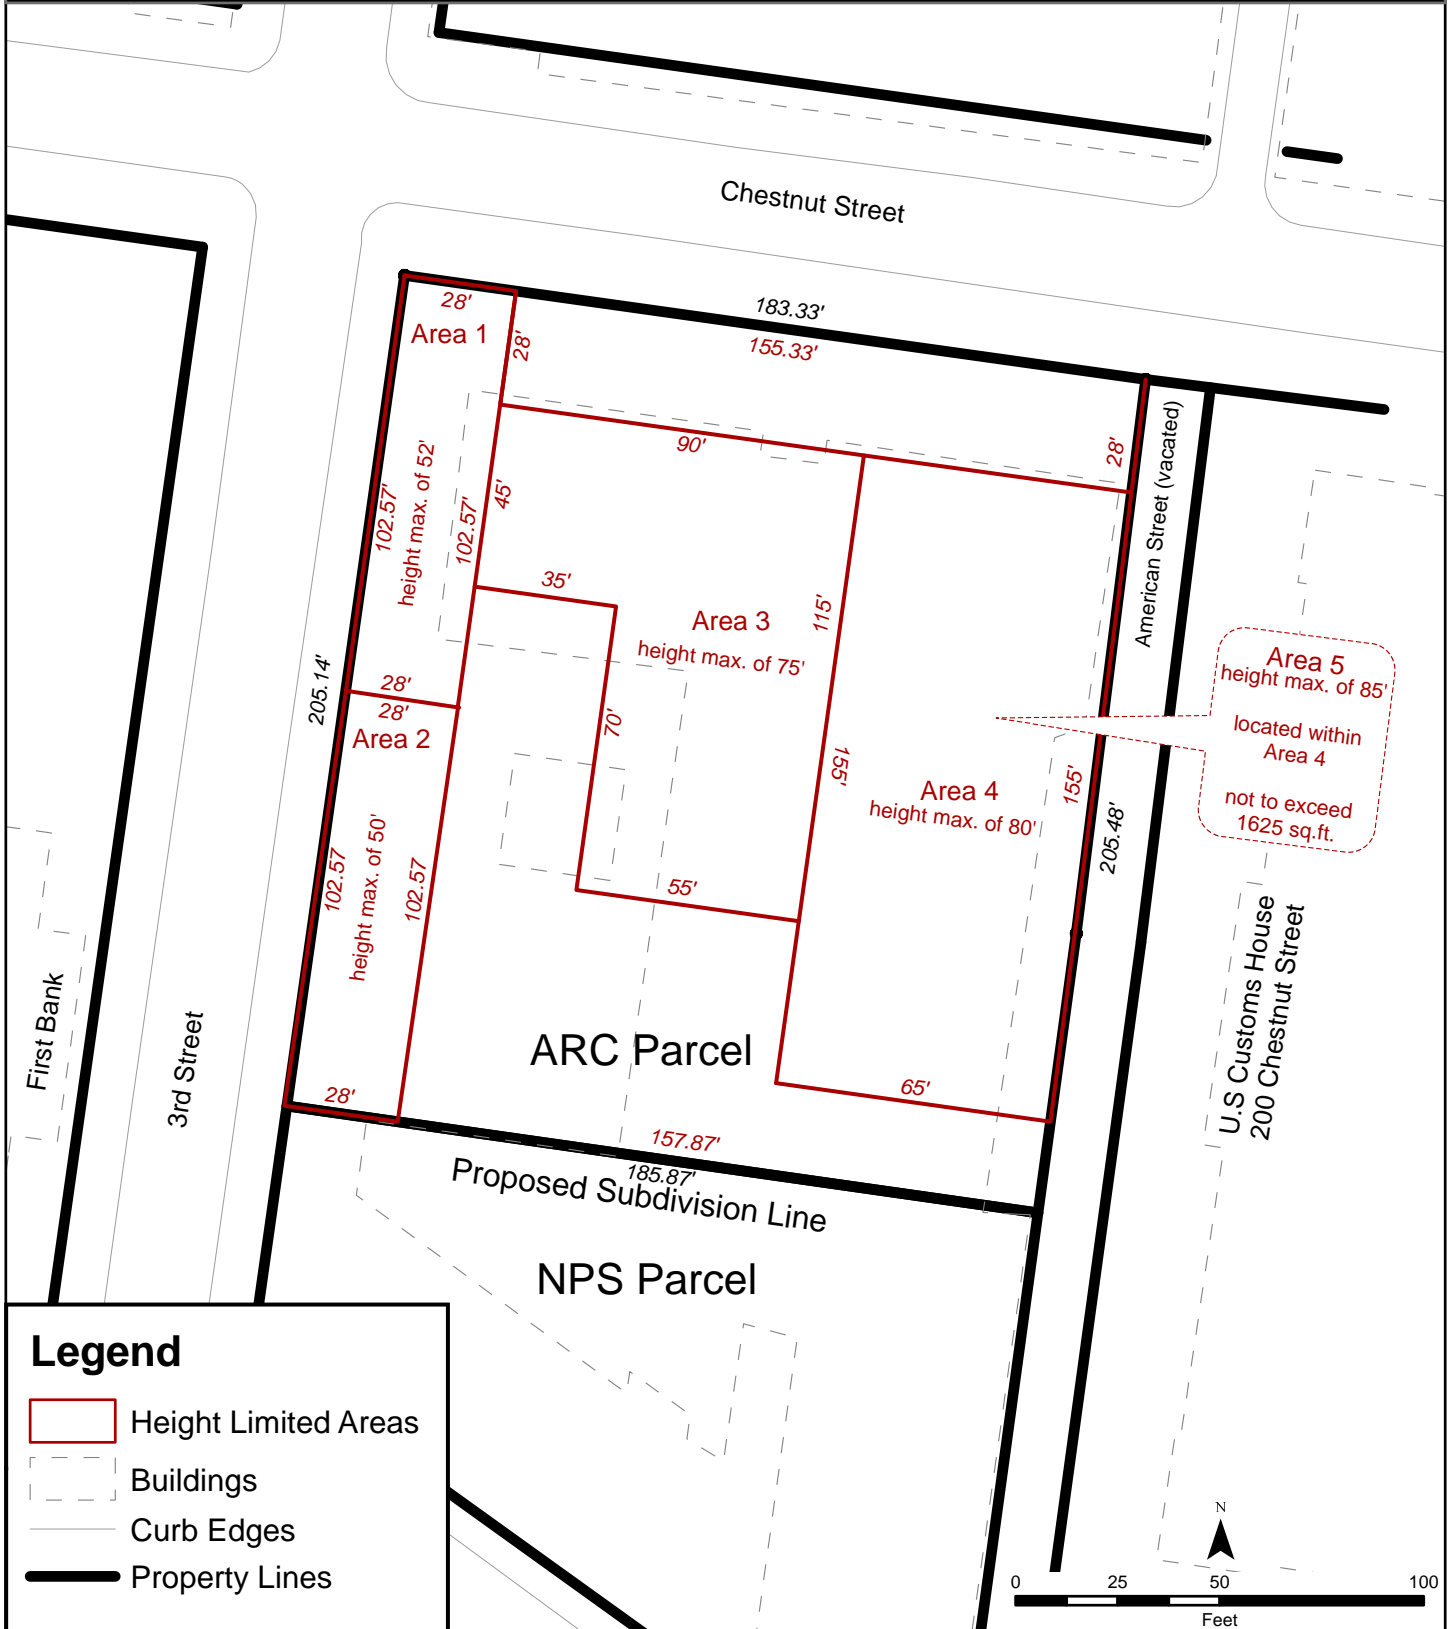 Chestnut Street
183.33'
28'
155.33'
Area 1
28'
90'
28'
American Street (vacated)
102.57'
height max. of 52'
102.57'
45'
35'
Area 3
height max. of 75'
115'
Area 5
height max. of 85'
located within
Area 4
not to exceed
1625 sq.ft.
205.14'
28'
28'
Area 2
70'
155'
Area 4
height max. of 80'
155'
205.48'
102.57
height max. of 50'
102.57
55'
First Bank
3rd Street
ARC Parcel
U.S Customs House
200 Chestnut Street
28'
65'
157.87'
185.87'
Proposed Subdivision Line
NPS Parcel
Legend
Height Limited Areas
Buildings
Curb Edges
Property Lines
N
0 25 50 100
Feet